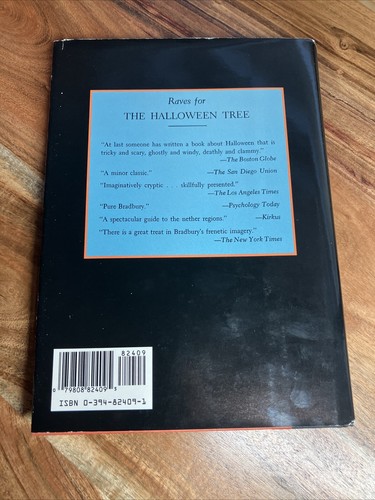 Raves for
THE HALLOWEEN TREE
"At last someone has written a book about Halloween that is
tricky and scary, ghostly and windy, deathly and clammy."
—The Boston Globe
"A minor classic." —The San Diego Union
"Imaginatively cryptic . . . skillfully presented."
—The Los Angeles Times
"Pure Bradbury." —Psychology Today
"A spectacular guide to the nether regions." —Kirkus
"There is a great treat in Bradbury's frenetic imagery."
—The New York Times
82409
0 79808 82409 3
ISBN 0-394-82409-1